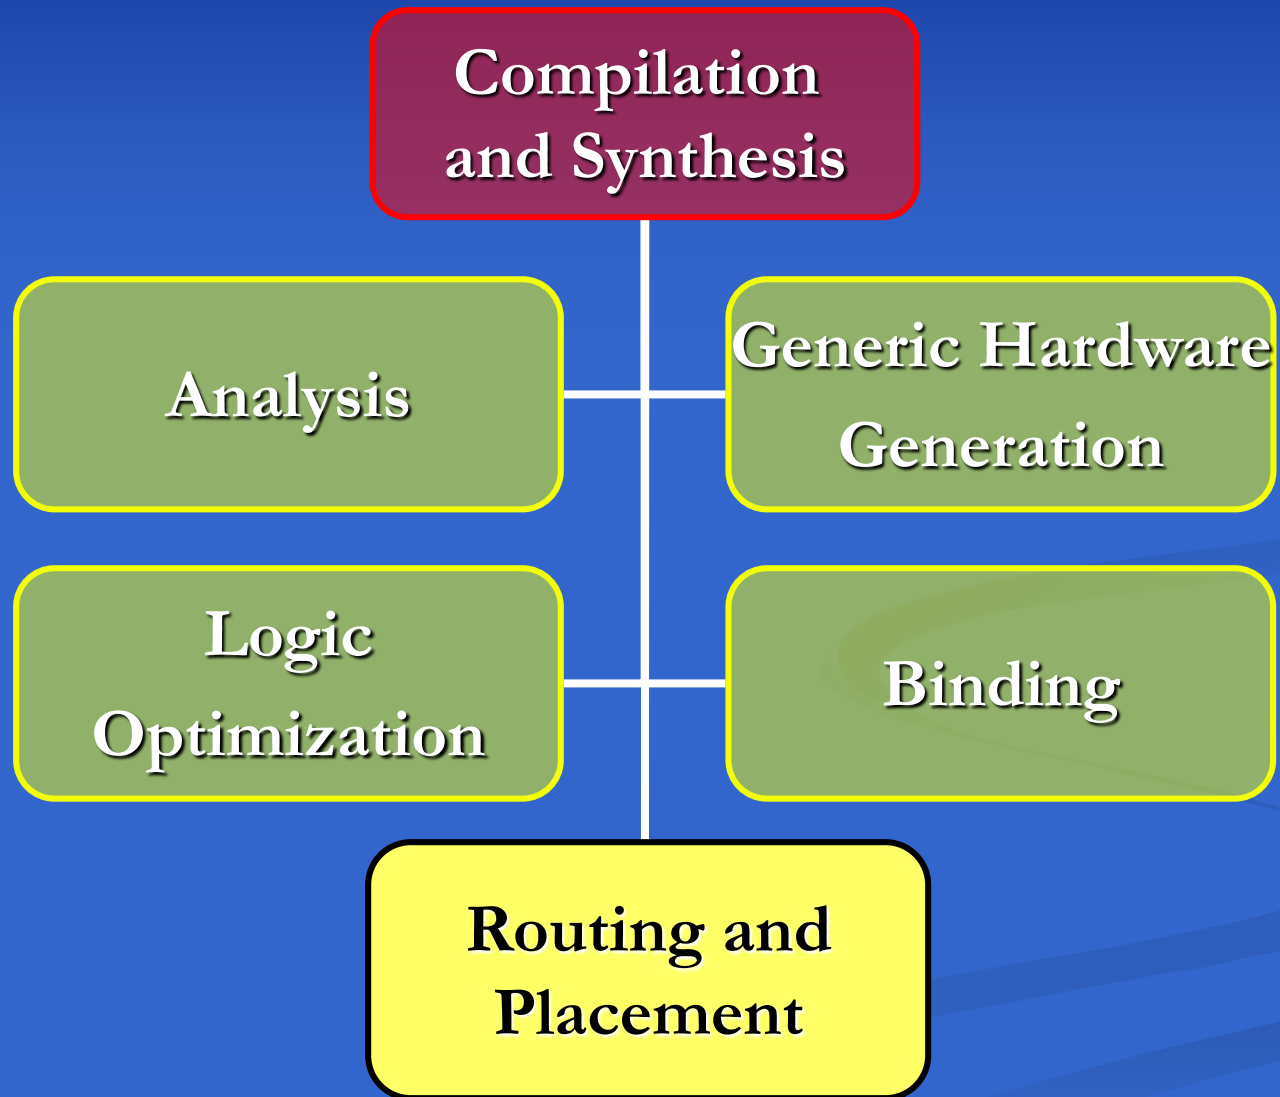 Compilation
and Synthesis
Analysis
Generic Hardware
Generation
Logic
Optimization
Binding
Routing and
Placement